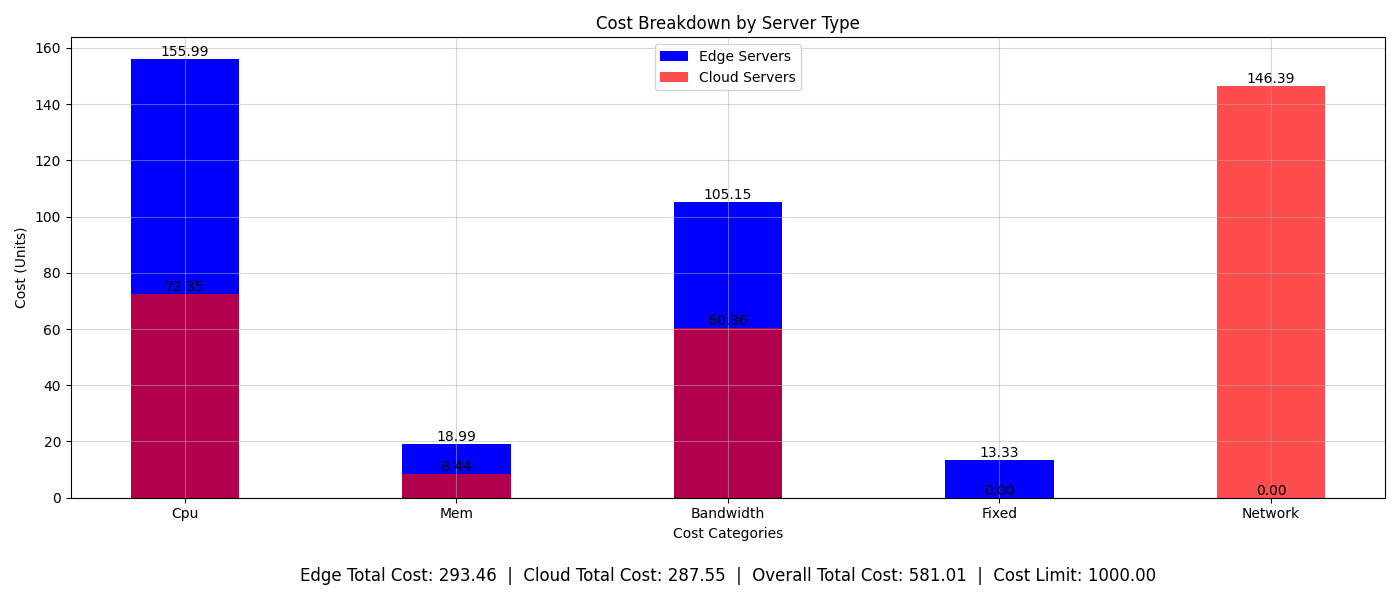 Cost Breakdown by Server Type
Edge Servers
Cloud Servers
Cost (Units)
160
140
120
100
80
60
40
20
0
155.99
72.35
18.99
8.44
105.15
60.36
13.33
0.00
146.39
0.00
Cpu
Mem
Bandwidth
Fixed
Network
Cost Categories
Edge Total Cost: 293.46 | Cloud Total Cost: 287.55 | Overall Total Cost: 581.01 | Cost Limit: 1000.00